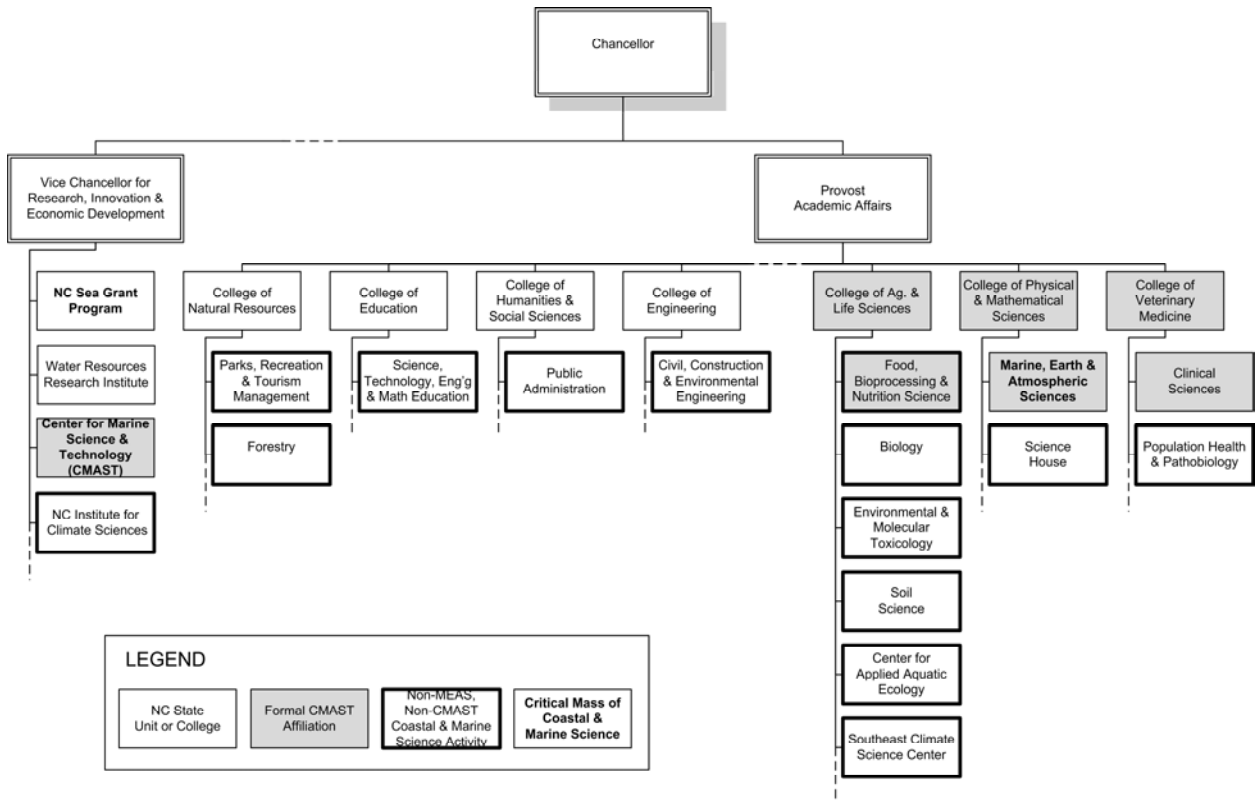 Chancellor
Vice Chancellor for
Research, Innovation &
Economic Development
Provost
Academic Affairs
NC Sea Grant
Program
Water Resources
Research Institute
Center for Marine
Science &
Technology
(CMAST)
NC Institute for
Climate Sciences
College of
Natural Resources
Parks, Recreation
& Tourism
Management
Forestry
College of
Education
Science,
Technology, Eng'g
& Math Education
College of
Humanities &
Social Sciences
Public
Administration
College of
Engineering
Civil, Construction
& Environmental
Engineering
College of Ag. &
Life Sciences
Food,
Bioprocessing &
Nutrition Science
Biology
Environmental &
Molecular
Toxicology
Soil
Science
Center for
Applied Aquatic
Ecology
Southeast Climate
Science Center
College of Physical
& Mathematical
Sciences
Marine, Earth &
Atmospheric
Sciences
Science
House
College of
Veterinary
Medicine
Clinical
Sciences
Population Health
& Pathobiology
LEGEND
NC State
Unit or College
Formal CMAST
Affiliation
Non-MEAS,
Non-CMAST
Coastal & Marine
Science Activity
Critical Mass of
Coastal &
Marine Science